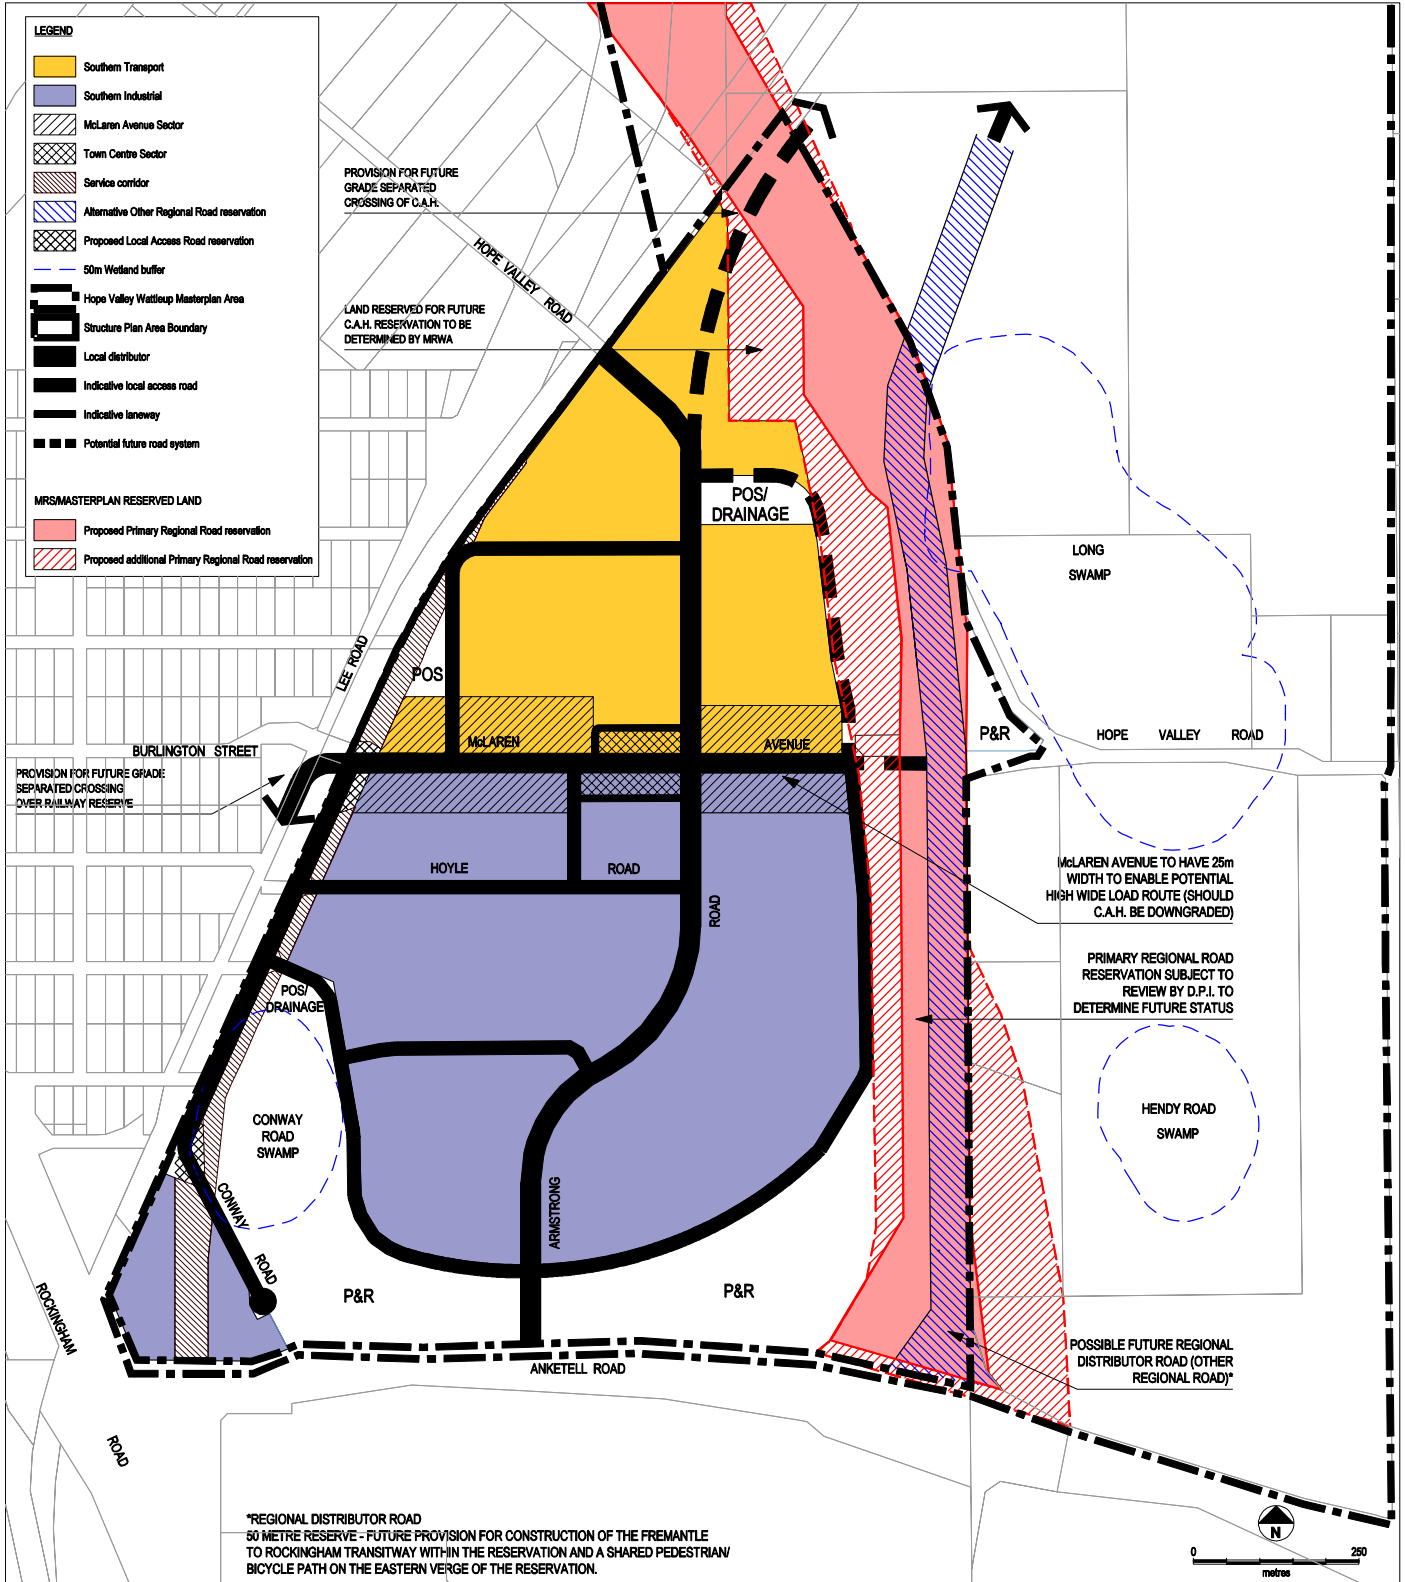 LEGEND
Southern Transport
Southern Industrial
McLaren Avenue Sector
Town Centre Sector
Service corridor
Alternative Other Regional Road reservation
Proposed Local Access Road reservation
50m Wetland buffer
Hope Valley Wattleup Masterplan Area
Structure Plan Area Boundary
Local distributor
Indicative local access road
Indicative laneway
Potential future road system
MRS/MASTERPLAN RESERVED LAND
Proposed Primary Regional Road reservation
Proposed additional Primary Regional Road reservation
PROVISION FOR FUTURE
GRADE SEPARATED
CROSSING OF C.A.H.
HOPE VALLEY ROAD
LAND RESERVED FOR FUTURE
C.A.H. RESERVATION TO BE
DETERMINED BY MRWA
POS/
DRAINAGE
LONG
SWAMP
LEE ROAD
POS
BURLINGTON STREET
McLAREN
AVENUE
P&R
HOPE VALLEY ROAD
PROVISION FOR FUTURE GRADE
SEPARATED CROSSING
OVER RAILWAY RESERVE
HOYLE
ROAD
ROAD
McLAREN AVENUE TO HAVE 25m
WIDTH TO ENABLE POTENTIAL
HIGH WIDE LOAD ROUTE (SHOULD
C.A.H. BE DOWNGRADED)
PRIMARY REGIONAL ROAD
RESERVATION SUBJECT TO
REVIEW BY D.P.I. TO
DETERMINE FUTURE STATUS
POS/
DRAINAGE
CONWAY
ROAD
SWAMP
HENDY ROAD
SWAMP
CONWAY
ROAD
ARMSTRONG
P&R
P&R
ROCKINGHAM
ROAD
ANKETELL ROAD
POSSIBLE FUTURE REGIONAL
DISTRIBUTOR ROAD (OTHER
REGIONAL ROAD)*
*REGIONAL DISTRIBUTOR ROAD
50 METRE RESERVE - FUTURE PROVISION FOR CONSTRUCTION OF THE FREMANTLE
TO ROCKINGHAM TRANSITWAY WITHIN THE RESERVATION AND A SHARED PEDESTRIAN/
BICYCLE PATH ON THE EASTERN VERGE OF THE RESERVATION.
N
0 250
metres